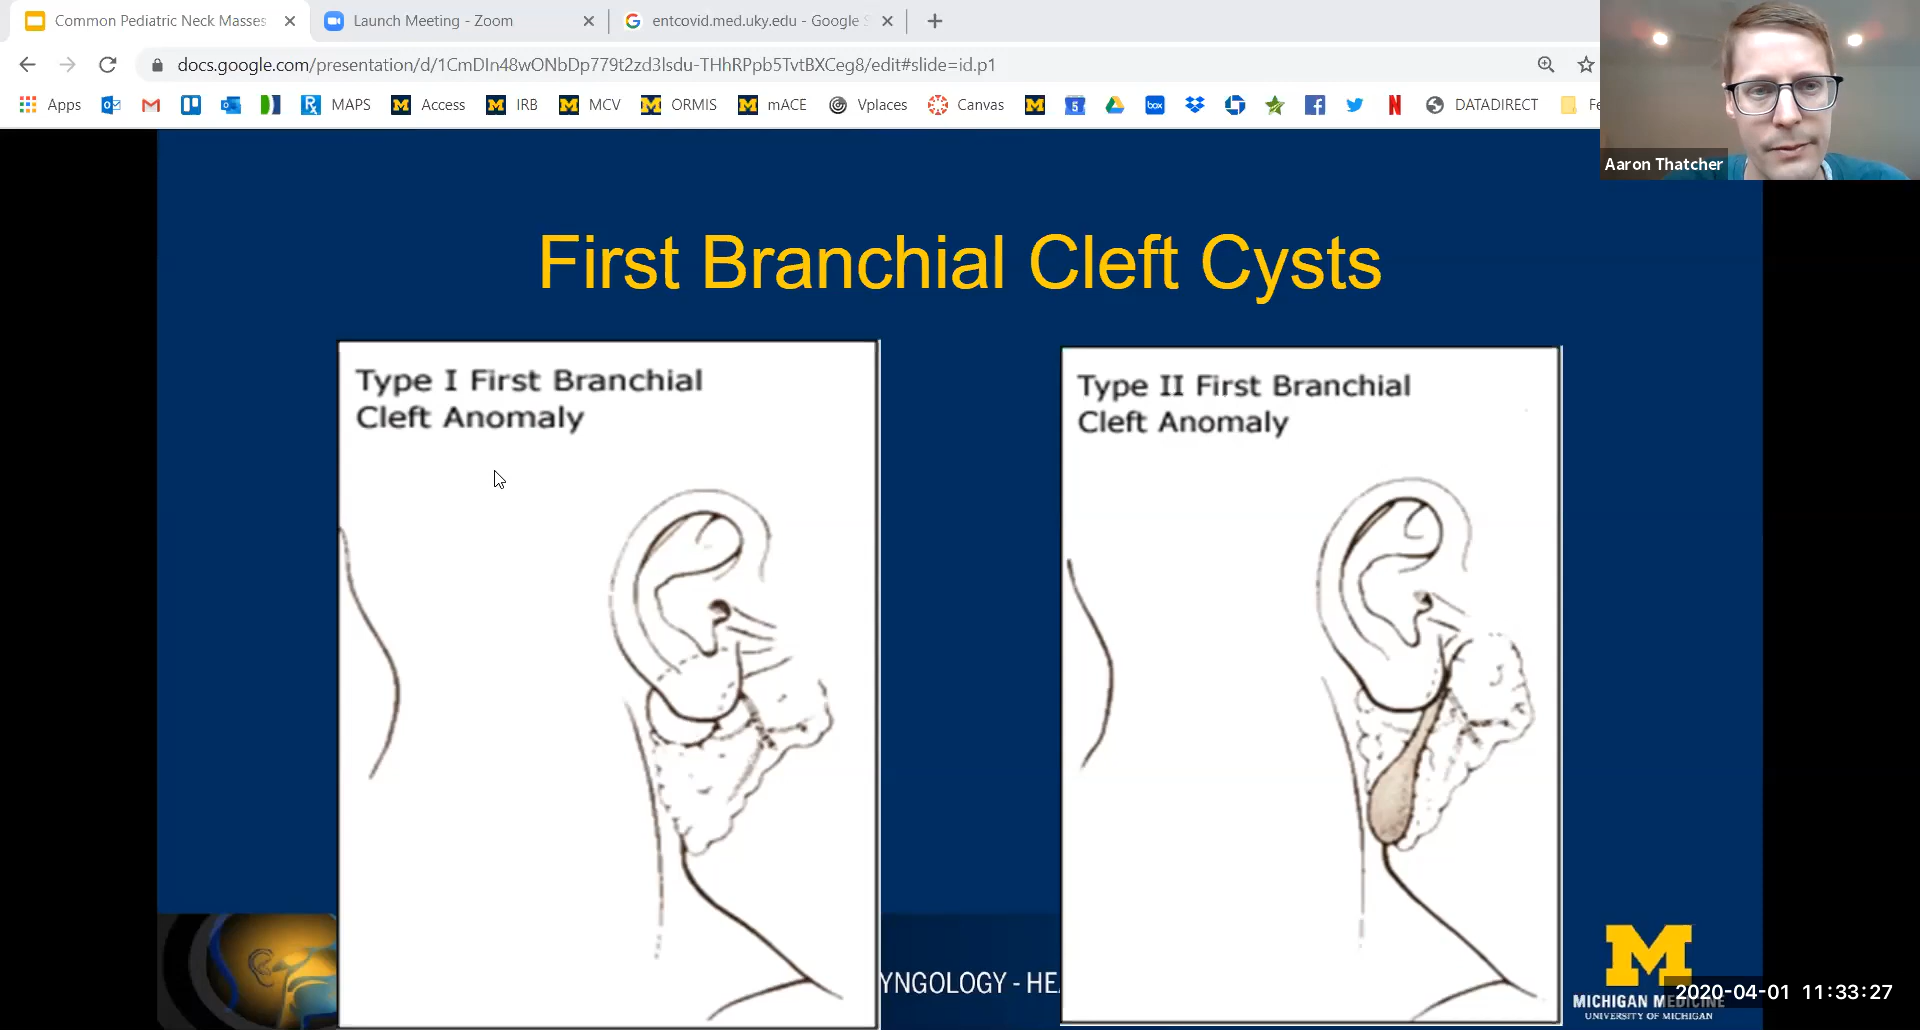 Common Pediatric Neck Masses
Launch Meeting - Zoom
entcovid.med.uky.edu - Google
docs.google.com/presentation/d/1CmDIn48wONbDp779t2zd3lsdu-THhRPpb5TvtBXCeg8/edit#slide=id.p1
Apps
MAPS
Access
IRB
MCV
ORMIS
mACE
Vplaces
Canvas
5
box
DATADIRECT
Aaron Thatcher
First Branchial Cleft Cysts
Type I First Branchial
Cleft Anomaly
Type II First Branchial
Cleft Anomaly
YNGOLOGY - HE
M
2020-04-01 11:33:27
MICHIGAN MEDICINE
UNIVERSITY OF MICHIGAN